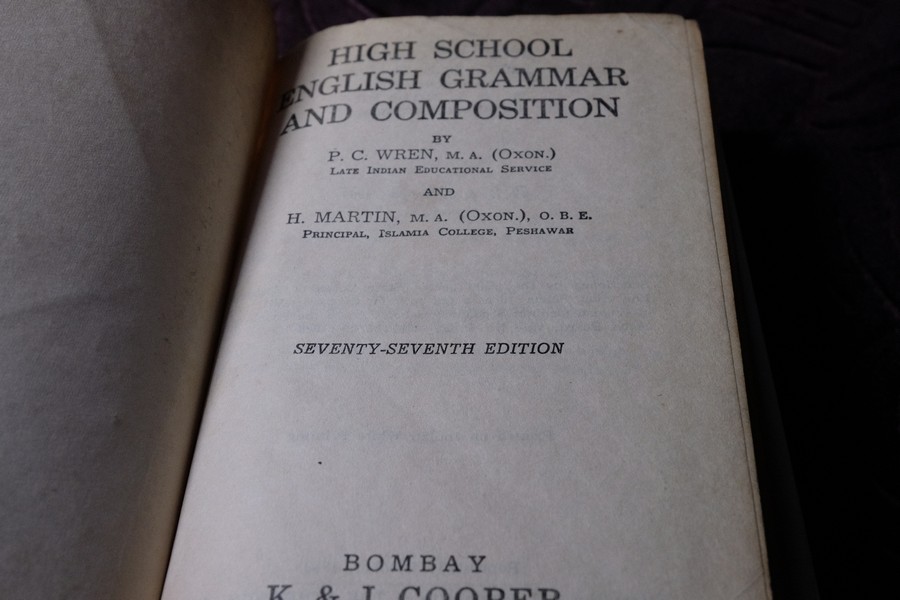 HIGH SCHOOL
ENGLISH GRAMMAR
AND COMPOSITION
BY
P. C. WREN, M. A. (OXON.)
LATE INDIAN EDUCATIONAL SERVICE
AND
H. MARTIN, M. A. (OXON.), O. B. E.
PRINCIPAL, ISLAMIA COLLEGE, PESHAWAR
SEVENTY-SEVENTH EDITION
BOMBAY
K. & J. COOPER